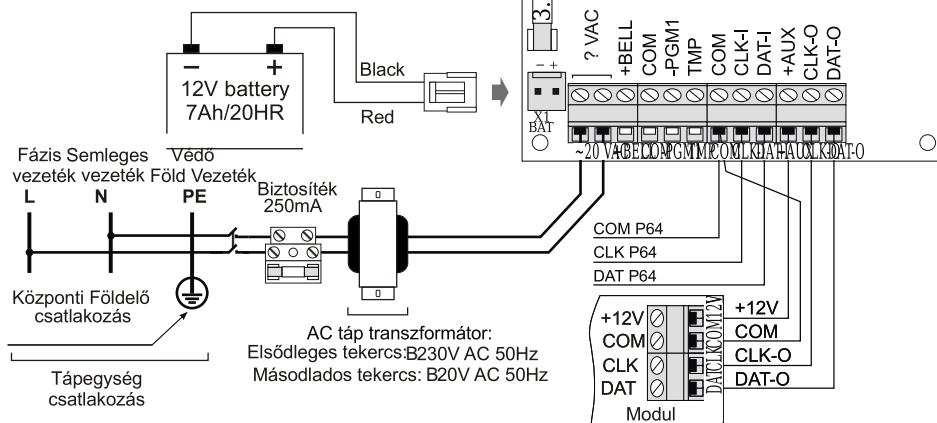 12V battery
7Ah/20HR
− +
Black
Red
3.
− +
X1
BAT
? VAC
+BELL
COM
-PGM1
TMP
COM
CLK-I
DAT-I
+AUX
CLK-O
DAT-O
Fázis Semleges Védő
vezeték vezeték Föld Vezeték
L N PE
Biztosíték
250mA
COM P64
CLK P64
DAT P64
Központi Földelő
csatlakozás
AC táp transzformátor:
Elsődleges tekercs:B230V AC 50Hz
Másodlados tekercs: B20V AC 50Hz
Tápegység
csatlakozás
+12V
COM
CLK
DAT
+12V
COM
CLK-O
DAT-O
Modul